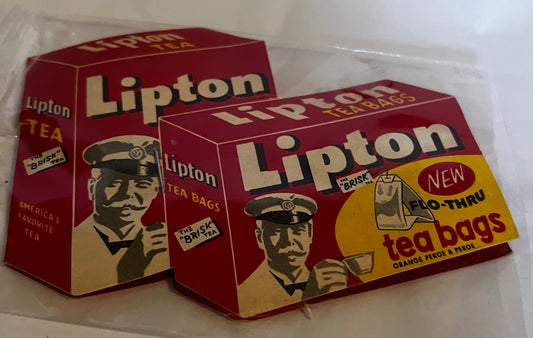 Lipton
TEA
Lipton
Lipton
TEA
THE
"BRISK"
TEA
AMERICA'S
FAVORITE
TEA
Lipton
TEA BAGS
Lipton
THE
"BRISK"
TEA
NEW
FLO-THRU
tea bags
ORANGE PEKOE & PEKOE
Lipton
TEA BAGS
THE
"BRISK"
TEA